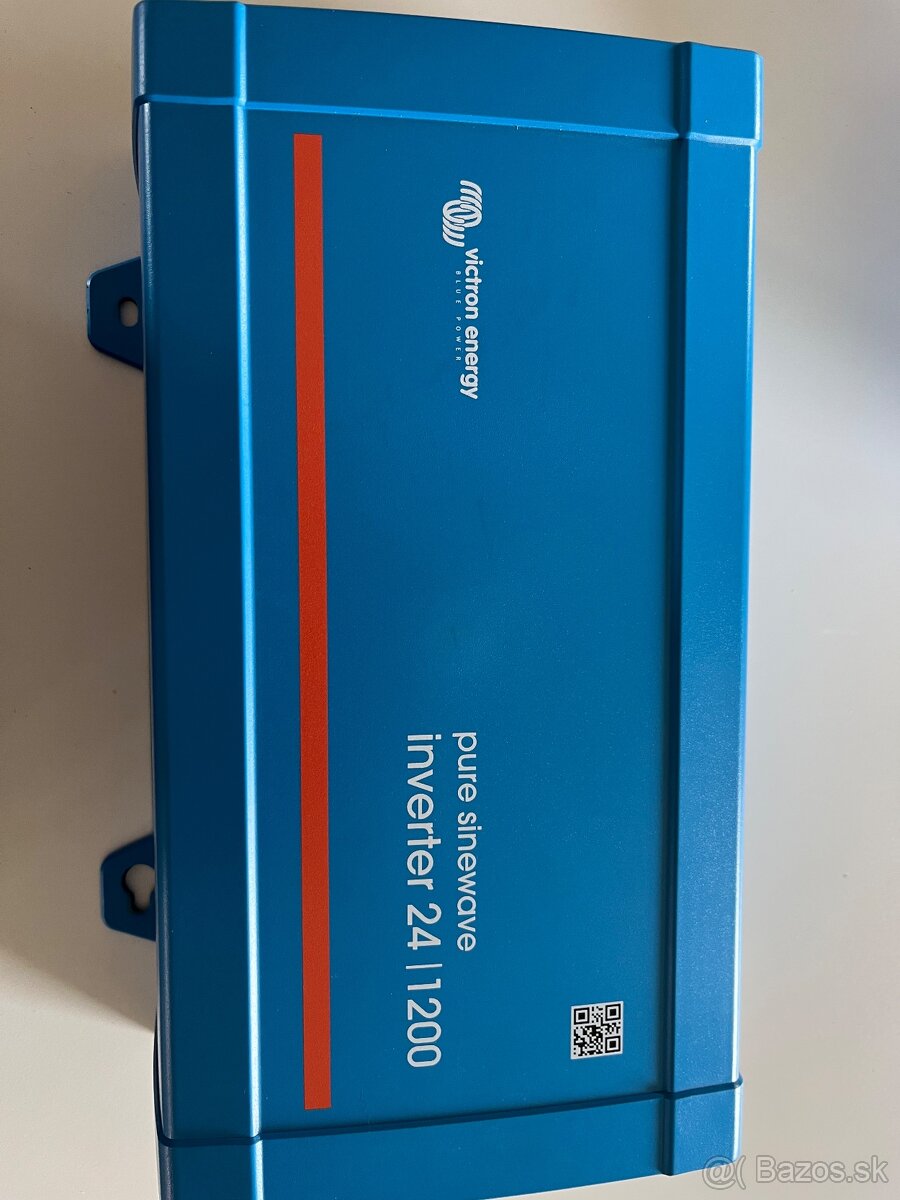 victron energy
BLUE POWER
pure sinewave
inverter 24 | 1200
@( Bazos.sk